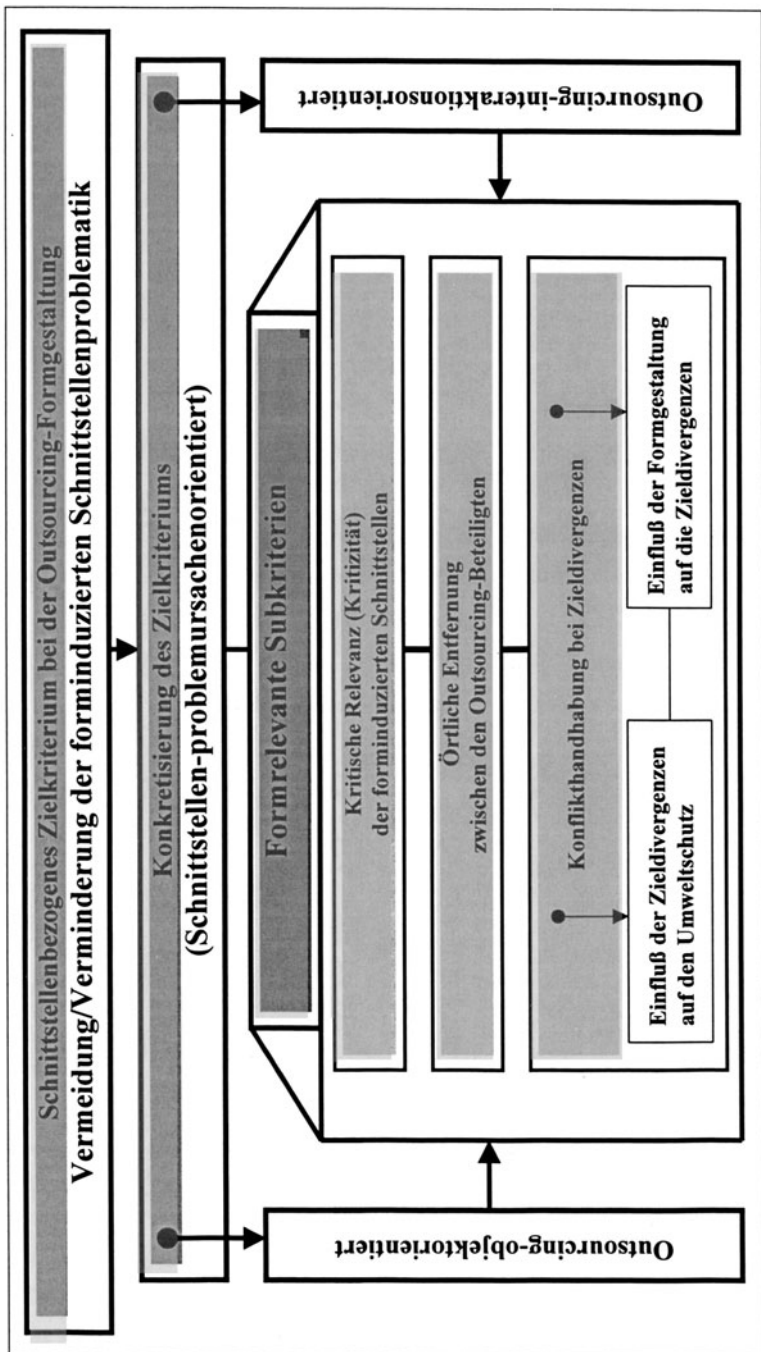 Schnittstellenbezogenes Zielkriterium bei der Outsourcing-Formgestaltung
Vermeidung/Verminderung der forminduzierten Schnittstellenproblematik
Konkretisierung des Zielkriteriums
(Schnittstellen-problemursachenorientiert)
Outsourcing-objektorientiert
Formrelevante Subkriterien
Kritische Relevanz (Kritizität)
der forminduzierten Schnittstellen
Örtliche Entfernung
zwischen den Outsourcing-Beteiligten
Konflikthandhabung bei Zieldivergenzen
Einfluß der Zieldivergenzen
auf den Umweltschutz
Einfluß der Formgestaltung
auf die Zieldivergenzen
Outsourcing-interaktionsorientiert